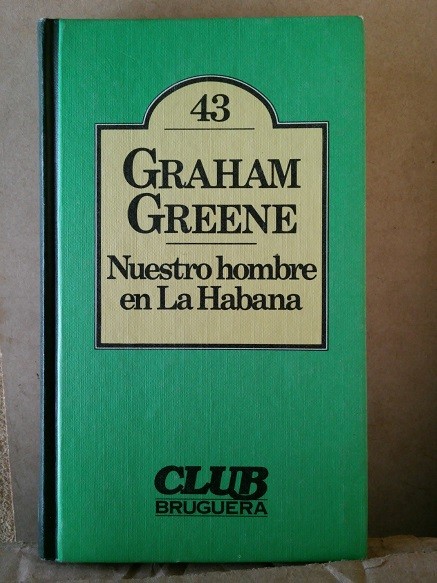 43
GRAHAM
GREENE
Nuestro hombre
en La Habana
CLUB
BRUGUERA